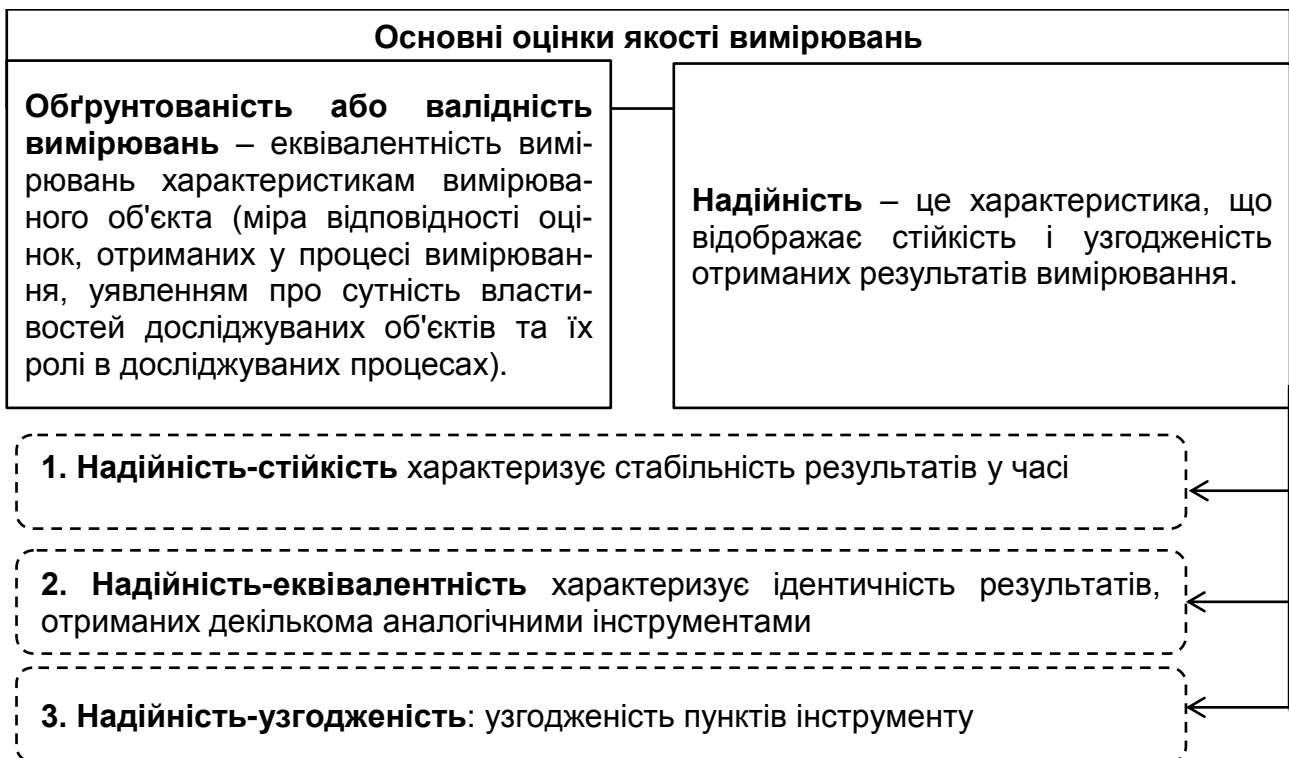 Основні оцінки якості вимірювань
Обґрунтованість або валідність
вимірювань – еквівалентність вимі-
рювань характеристикам вимірюва-
ного об'єкта (міра відповідності оці-
нок, отриманих у процесі вимірюван-
ня, уявленням про сутність власти-
востей досліджуваних об'єктів та їх
ролі в досліджуваних процесах).
Надійність – це характеристика, що
відображає стійкість і узгодженість
отриманих результатів вимірювання.
1. Надійність-стійкість характеризує стабільність результатів у часі
2. Надійність-еквівалентність характеризує ідентичність результатів,
отриманих декількома аналогічними інструментами
3. Надійність-узгодженість: узгодженість пунктів інструменту